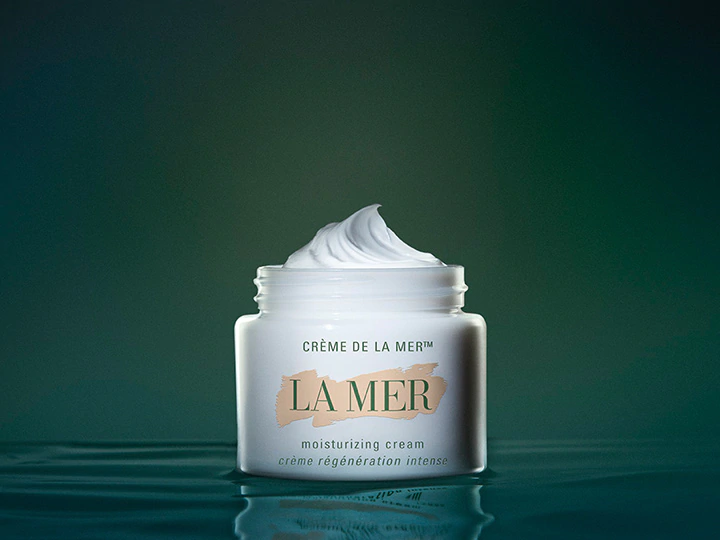 CRÈME DE LA MER™
LA MER
moisturizing cream
crème régénération intense